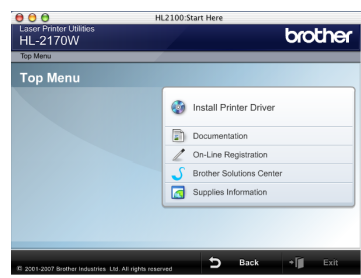 HL2100:Start Here
Laser Printer Utilities
HL-2170W
brother
Top Menu
Top Menu
Install Printer Driver
Documentation
On-Line Registration
Brother Solutions Center
Supplies Information
© 2001-2007 Brother Industries Ltd. All rights reserved
Back
Exit